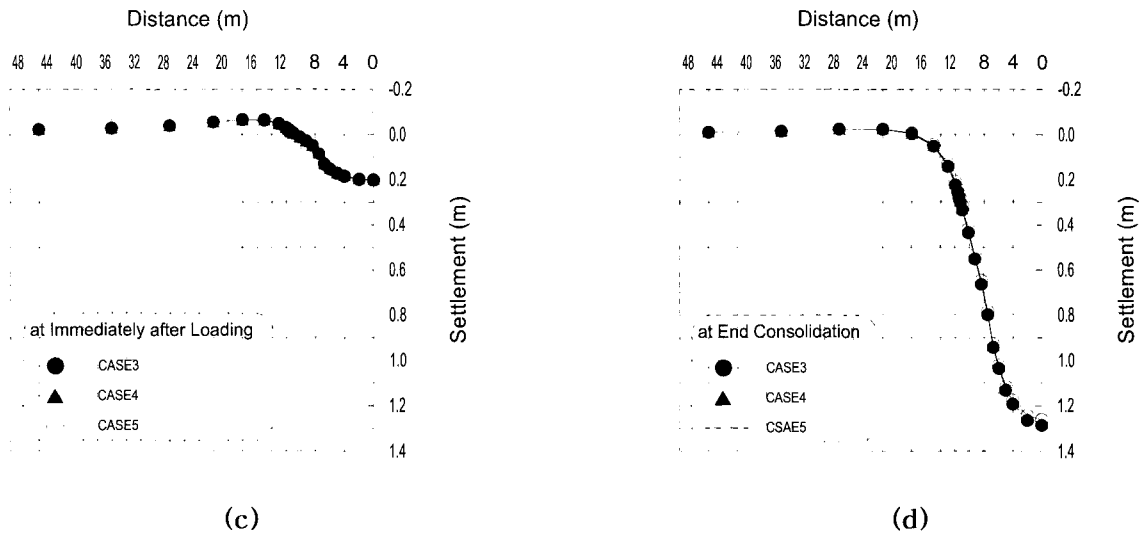 Distance (m)
48 44 36 32 28 24 20 16 12 8 4 0
-0.2
0.0
0.2
0.4
0.6
0.8
1.0
1.2
1.4
Settlement (m)
at Immediately after Loading
CASE3
CASE4
CASE5
(c)
Distance (m)
48 44 36 32 28 24 20 16 12 8 4 0
-0.2
0.0
0.2
0.4
0.6
0.8
1.0
1.2
1.4
Settlement (m)
at End Consolidation
CASE3
CASE4
CSAE5
(d)